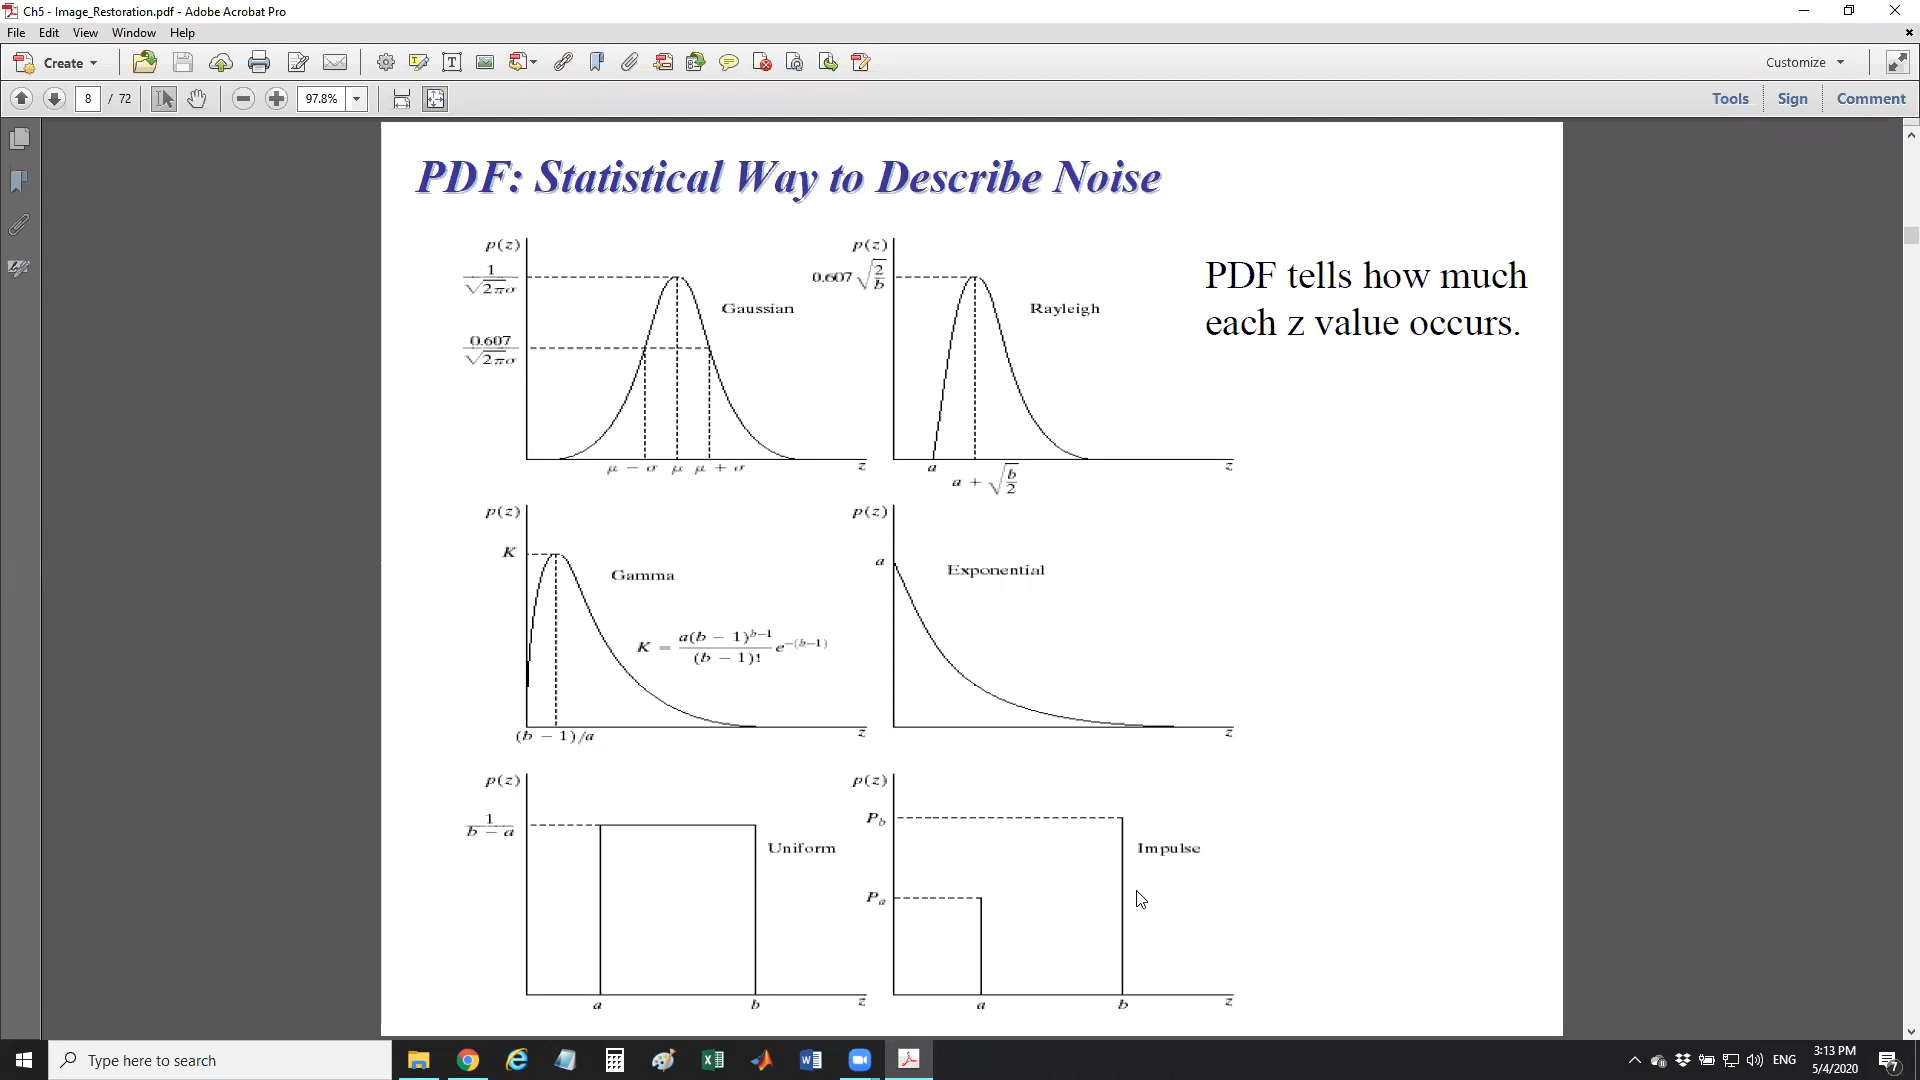 Ch5 - Image_Restoration.pdf - Adobe Acrobat Pro
File Edit View Window Help
Create
Customize
8 / 72
97.8%
Tools Sign Comment
PDF: Statistical Way to Describe Noise
p(z)
1/√2πσ
0.607/√2πσ
Gaussian
μ − σ μ μ + σ z
p(z)
0.607 √2/b
Rayleigh
a
a + √b/2
z
PDF tells how much
each z value occurs.
p(z)
K
Gamma
K = a(b − 1)^{b−1}/(b − 1)! e^{−(b−1)}
(b − 1)/a z
p(z)
a
Exponential
z
p(z)
1/b − a
Uniform
a b z
p(z)
P_b
Impulse
P_a
a b z
Type here to search
ENG
3:13 PM
5/4/2020
7